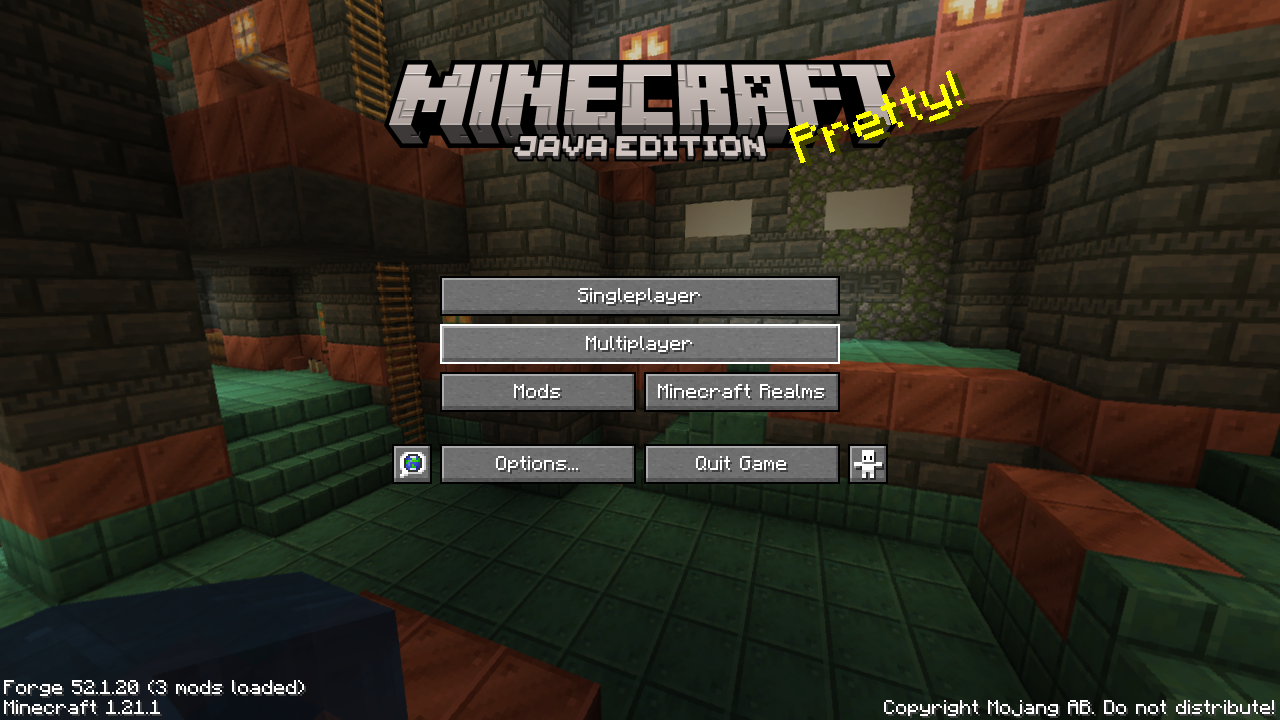 MINECRAFT
JAVA EDITION
Pretty!
Singleplayer
Multiplayer
Mods
Minecraft Realms
Options...
Quit Game
Forge 52.1.20 (3 mods loaded)
Minecraft 1.21.1
Copyright Mojang AB. Do not distribute!